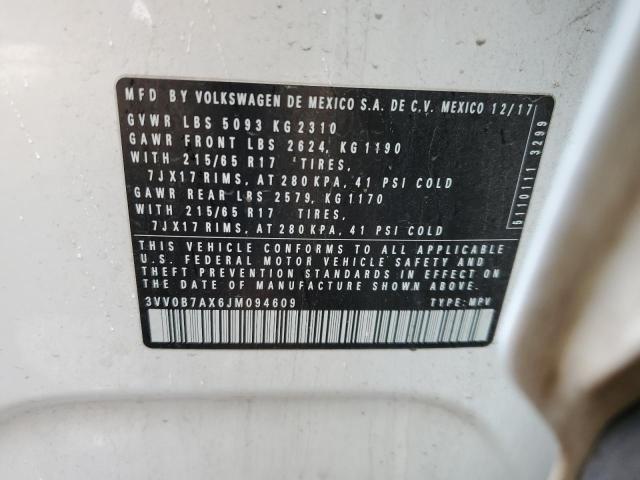 MFD BY VOLKSWAGEN DE MEXICO S.A. DE C.V. MEXICO 12/17
GVWR LBS 5093 KG 2310
GAWR FRONT LBS 2624, KG 1190
WITH 215/65 R17 TIRES,
7JX17 RIMS, AT 280 KPA, 41 PSI COLD
GAWR REAR LBS 2579, KG 1170
WITH 215/65 R17 TIRES,
7JX17 RIMS, AT 280 KPA, 41 PSI COLD
THIS VEHICLE CONFORMS TO ALL APPLICABLE
U.S. FEDERAL MOTOR VEHICLE SAFETY AND
THEFT PREVENTION STANDARDS IN EFFECT ON
THE DATE OF MANUFACTURE SHOWN ABOVE.
3VV0B7AX6JM094609 TYPE: MPV
5110111 3299